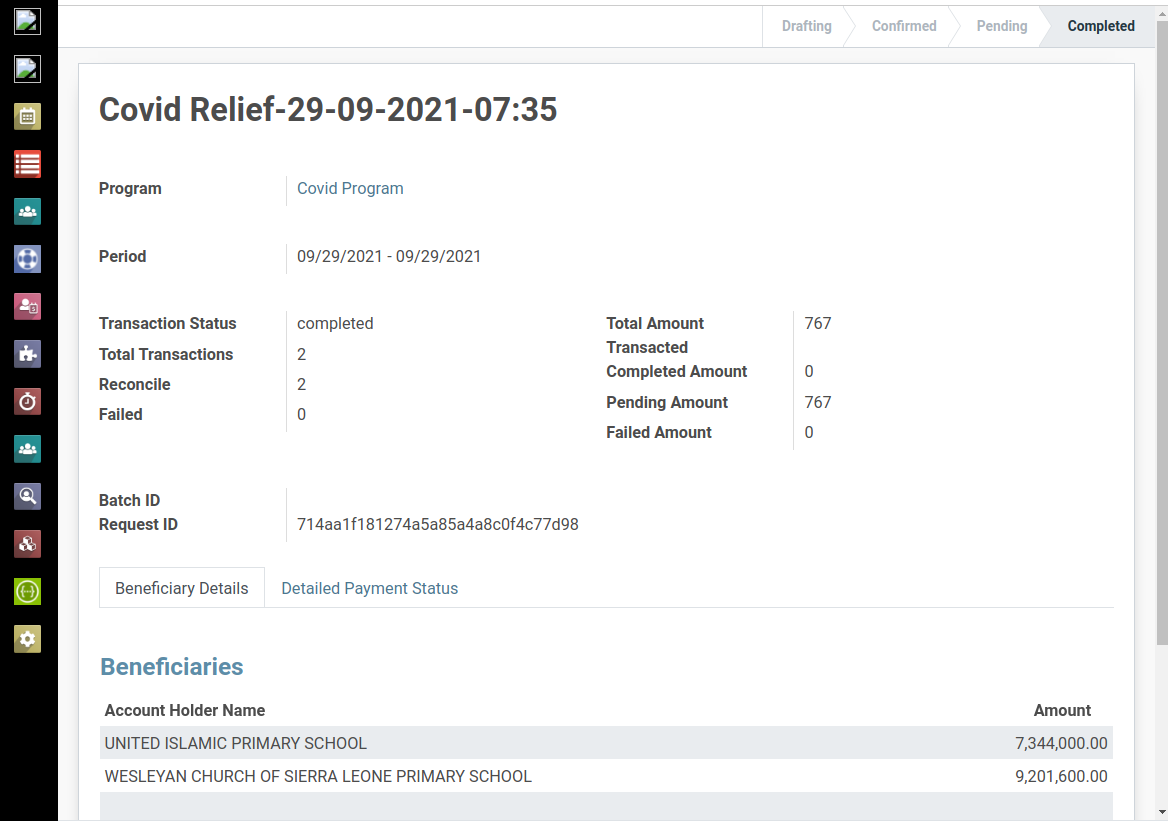 Drafting Confirmed Pending Completed
Covid Relief-29-09-2021-07:35
Program Covid Program
Period 09/29/2021 - 09/29/2021
Transaction Status completed
Total Transactions 2
Reconcile 2
Failed 0
Total Amount Transacted 767
Completed Amount 0
Pending Amount 767
Failed Amount 0
Batch ID
Request ID 714aa1f181274a5a85a4a8c0f4c77d98
Beneficiary Details Detailed Payment Status
Beneficiaries
Account Holder Name Amount
UNITED ISLAMIC PRIMARY SCHOOL 7,344,000.00
WESLEYAN CHURCH OF SIERRA LEONE PRIMARY SCHOOL 9,201,600.00